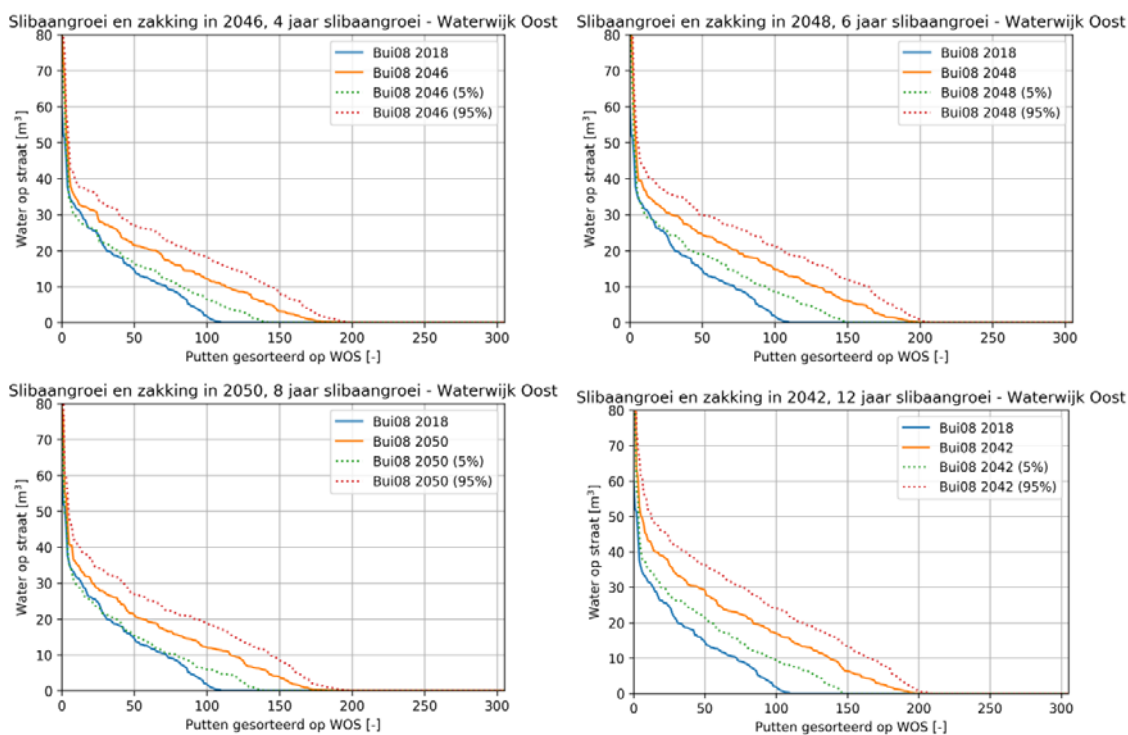 Slibaangroei en zakking in 2046, 4 jaar slibaangroei - Waterwijk Oost
80
70
60
50
40
30
20
10
0
Water op straat [m³]
Bui08 2018
Bui08 2046
Bui08 2046 (5%)
Bui08 2046 (95%)
0 50 100 150 200 250 300
Putten gesorteerd op WOS [-]
Slibaangroei en zakking in 2048, 6 jaar slibaangroei - Waterwijk Oost
80
70
60
50
40
30
20
10
0
Water op straat [m³]
Bui08 2018
Bui08 2048
Bui08 2048 (5%)
Bui08 2048 (95%)
0 50 100 150 200 250 300
Putten gesorteerd op WOS [-]
Slibaangroei en zakking in 2050, 8 jaar slibaangroei - Waterwijk Oost
80
70
60
50
40
30
20
10
0
Water op straat [m³]
Bui08 2018
Bui08 2050
Bui08 2050 (5%)
Bui08 2050 (95%)
0 50 100 150 200 250 300
Putten gesorteerd op WOS [-]
Slibaangroei en zakking in 2042, 12 jaar slibaangroei - Waterwijk Oost
80
70
60
50
40
30
20
10
0
Water op straat [m³]
Bui08 2018
Bui08 2042
Bui08 2042 (5%)
Bui08 2042 (95%)
0 50 100 150 200 250 300
Putten gesorteerd op WOS [-]